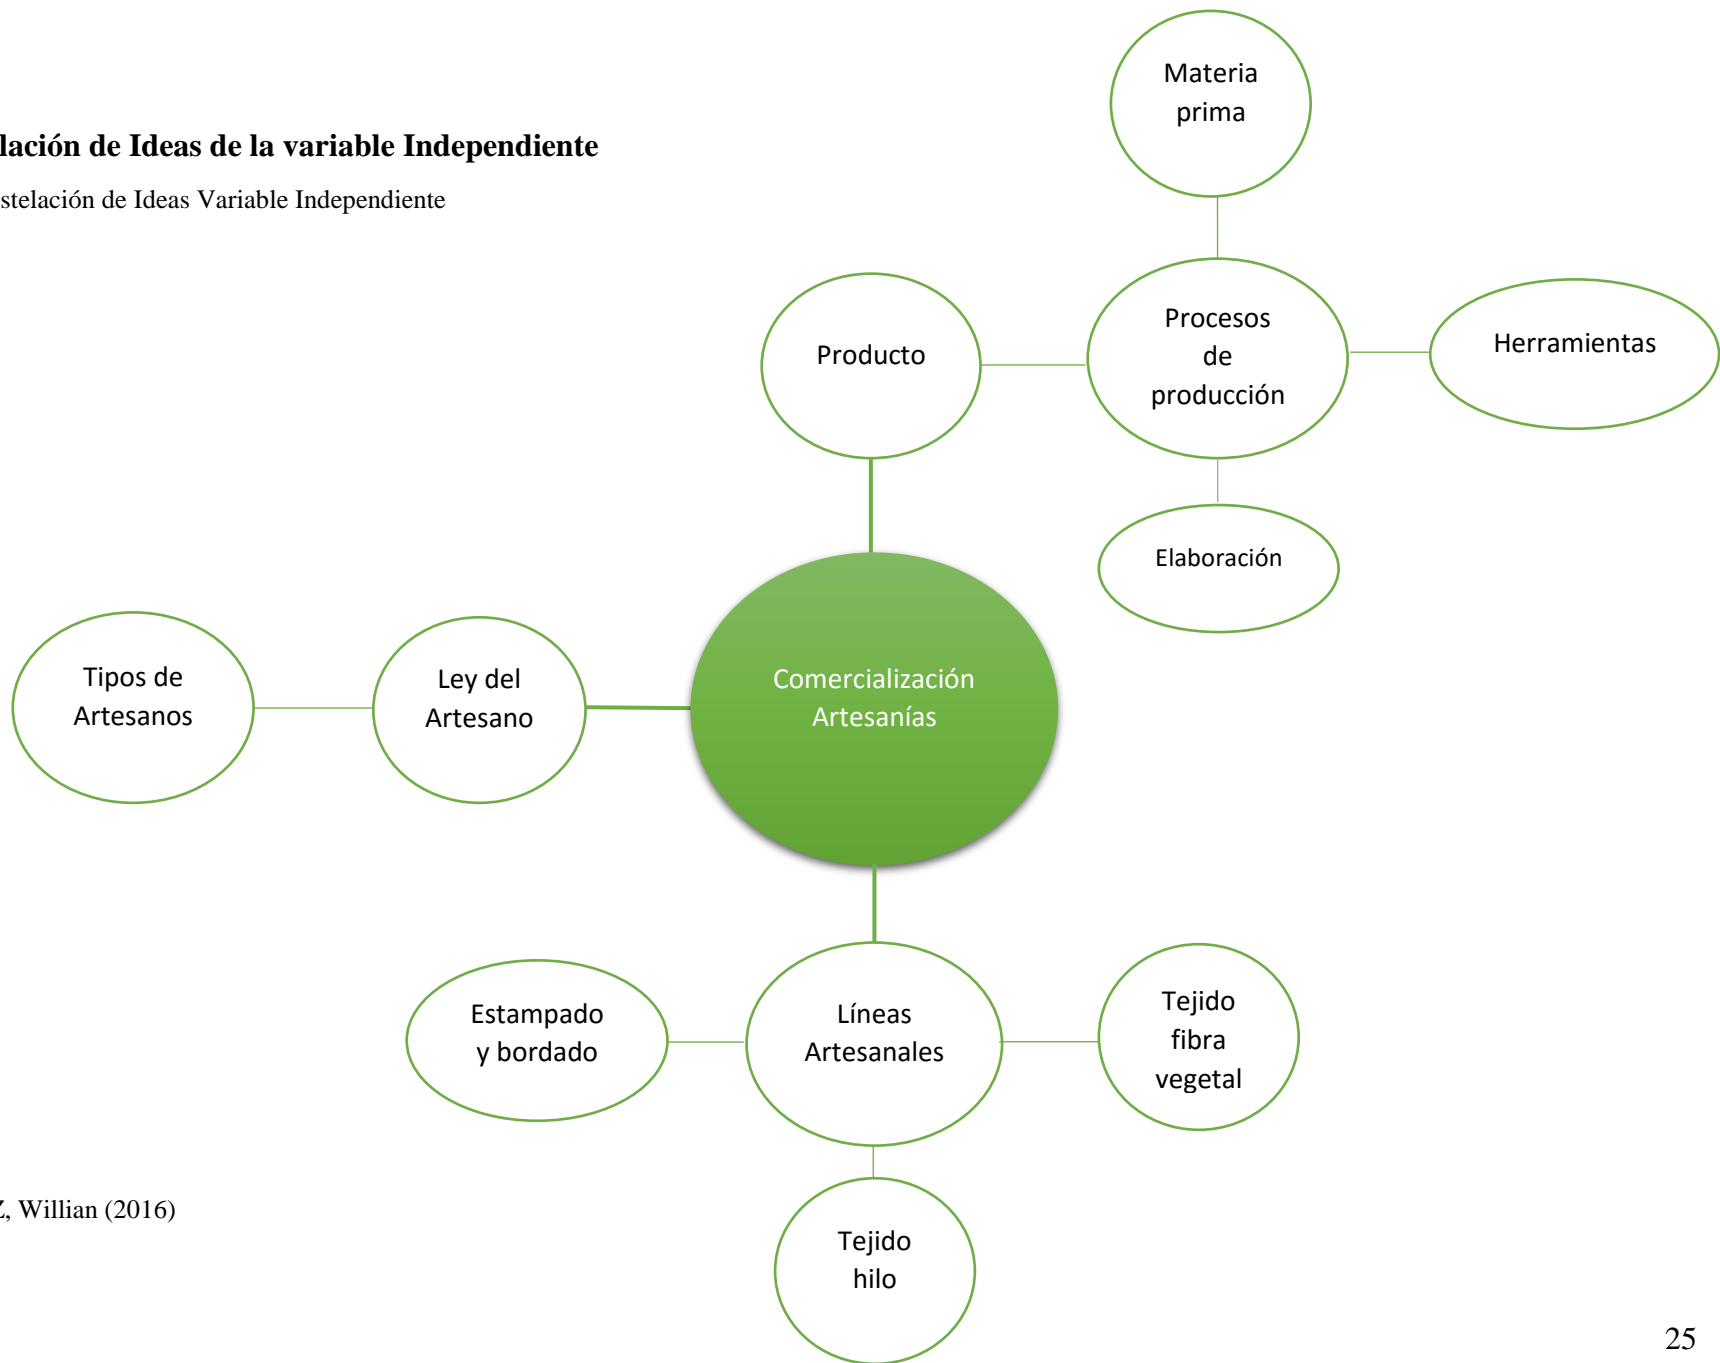 lación de Ideas de la variable Independiente
stelación de Ideas Variable Independiente
Materia
prima
Producto
Procesos
de
producción
Herramientas
Elaboración
Tipos de
Artesanos
Ley del
Artesano
Comercialización
Artesanías
Estampado
y bordado
Líneas
Artesanales
Tejido
fibra
vegetal
Tejido
hilo
Z, Willian (2016)
25